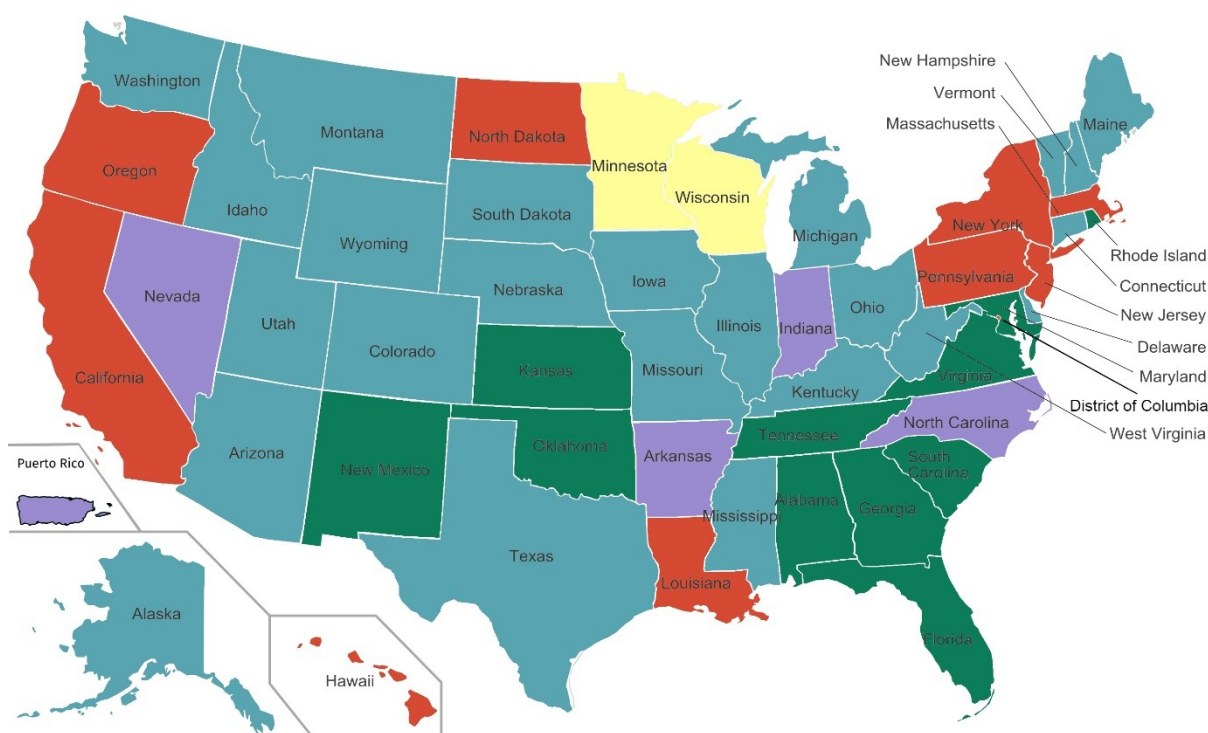 New Hampshire
Vermont
Massachusetts
Washington
Montana
North Dakota
Minnesota
Maine
Oregon
Idaho
Wyoming
South Dakota
Wisconsin
Michigan
New York
Rhode Island
Pennsylvania
Connecticut
Nevada
Nebraska
Iowa
New Jersey
Utah
Colorado
Illinois
Indiana
Ohio
Delaware
California
Kansas
Missouri
Kentucky
Virginia
Maryland
District of Columbia
North Carolina
West Virginia
Arizona
New Mexico
Oklahoma
Arkansas
Tennessee
South
Carolina
Puerto Rico
Texas
Mississippi
Alabama
Georgia
Louisiana
Alaska
Hawaii
Florida